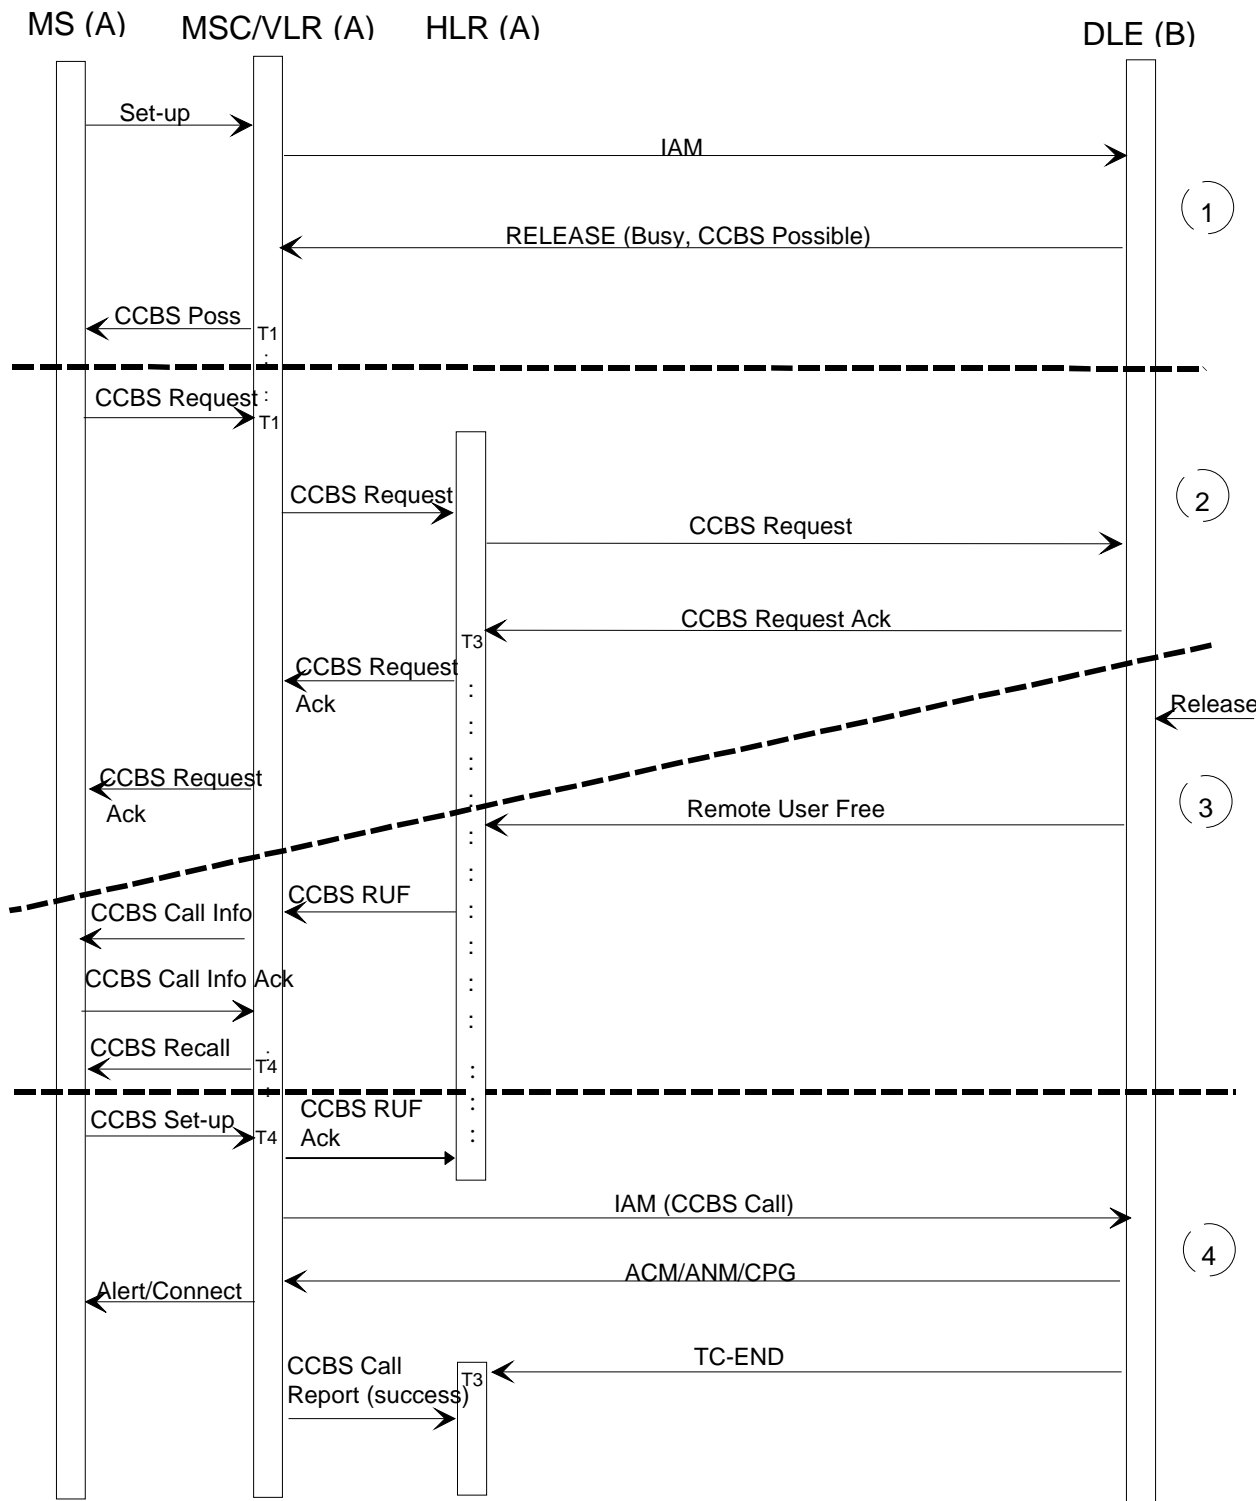 MS (A)
MSC/VLR (A)
HLR (A)
DLE (B)
Set-up
IAM
1
RELEASE (Busy, CCBS Possible)
CCBS Poss
T1
:
CCBS Request
:
T1
CCBS Request
2
CCBS Request
CCBS Request Ack
T3
CCBS Request
Ack
Release
CCBS Request
Ack
3
Remote User Free
CCBS RUF
CCBS Call Info
CCBS Call Info Ack
CCBS Recall
T4
CCBS Set-up
T4
CCBS RUF
Ack
IAM (CCBS Call)
4
ACM/ANM/CPG
Alert/Connect
TC-END
CCBS Call
Report (success)
T3